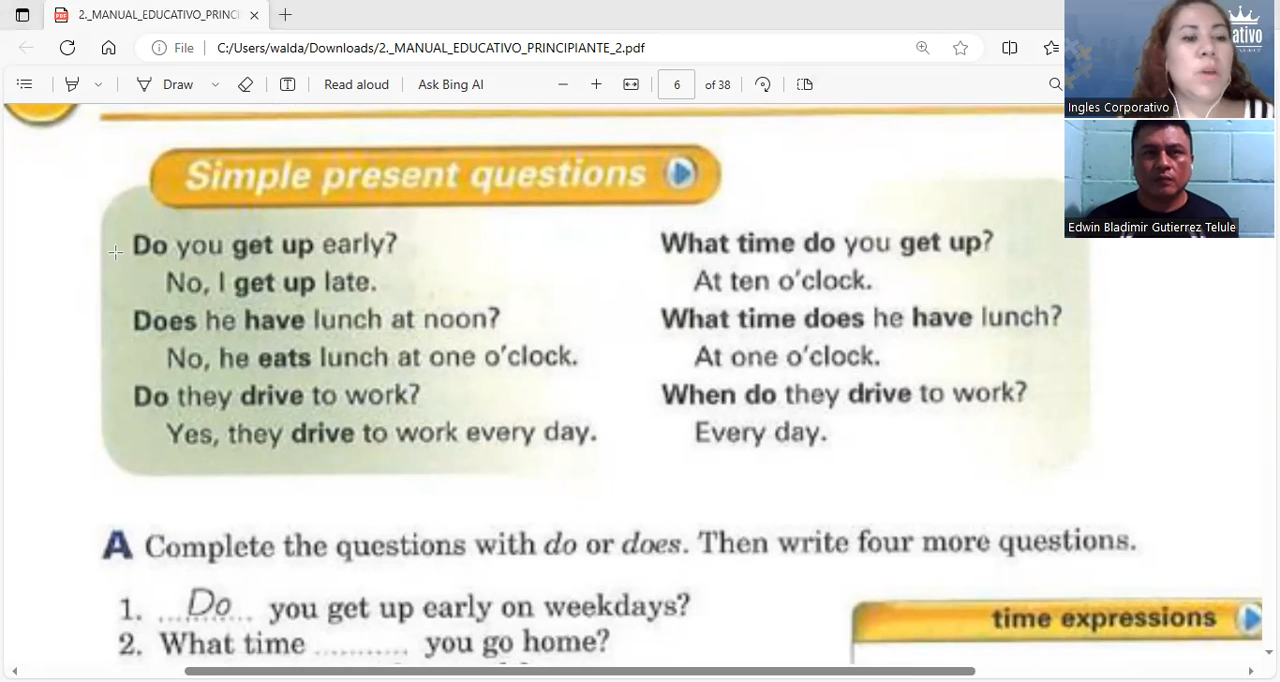 2._MANUAL_EDUCATIVO_PRINCI
File C:/Users/walda/Downloads/2._MANUAL_EDUCATIVO_PRINCIPIANTE_2.pdf
Draw Read aloud Ask Bing AI 6 of 38
ativo
Ingles Corporativo
Edwin Bladimir Gutierrez Telule
Simple present questions
Do you get up early?
No, I get up late.
Does he have lunch at noon?
No, he eats lunch at one o'clock.
Do they drive to work?
Yes, they drive to work every day.
What time do you get up?
At ten o'clock.
What time does he have lunch?
At one o'clock.
When do they drive to work?
Every day.
A Complete the questions with do or does. Then write four more questions.
1. ...Do... you get up early on weekdays?
2. What time .......... you go home?
time expressions